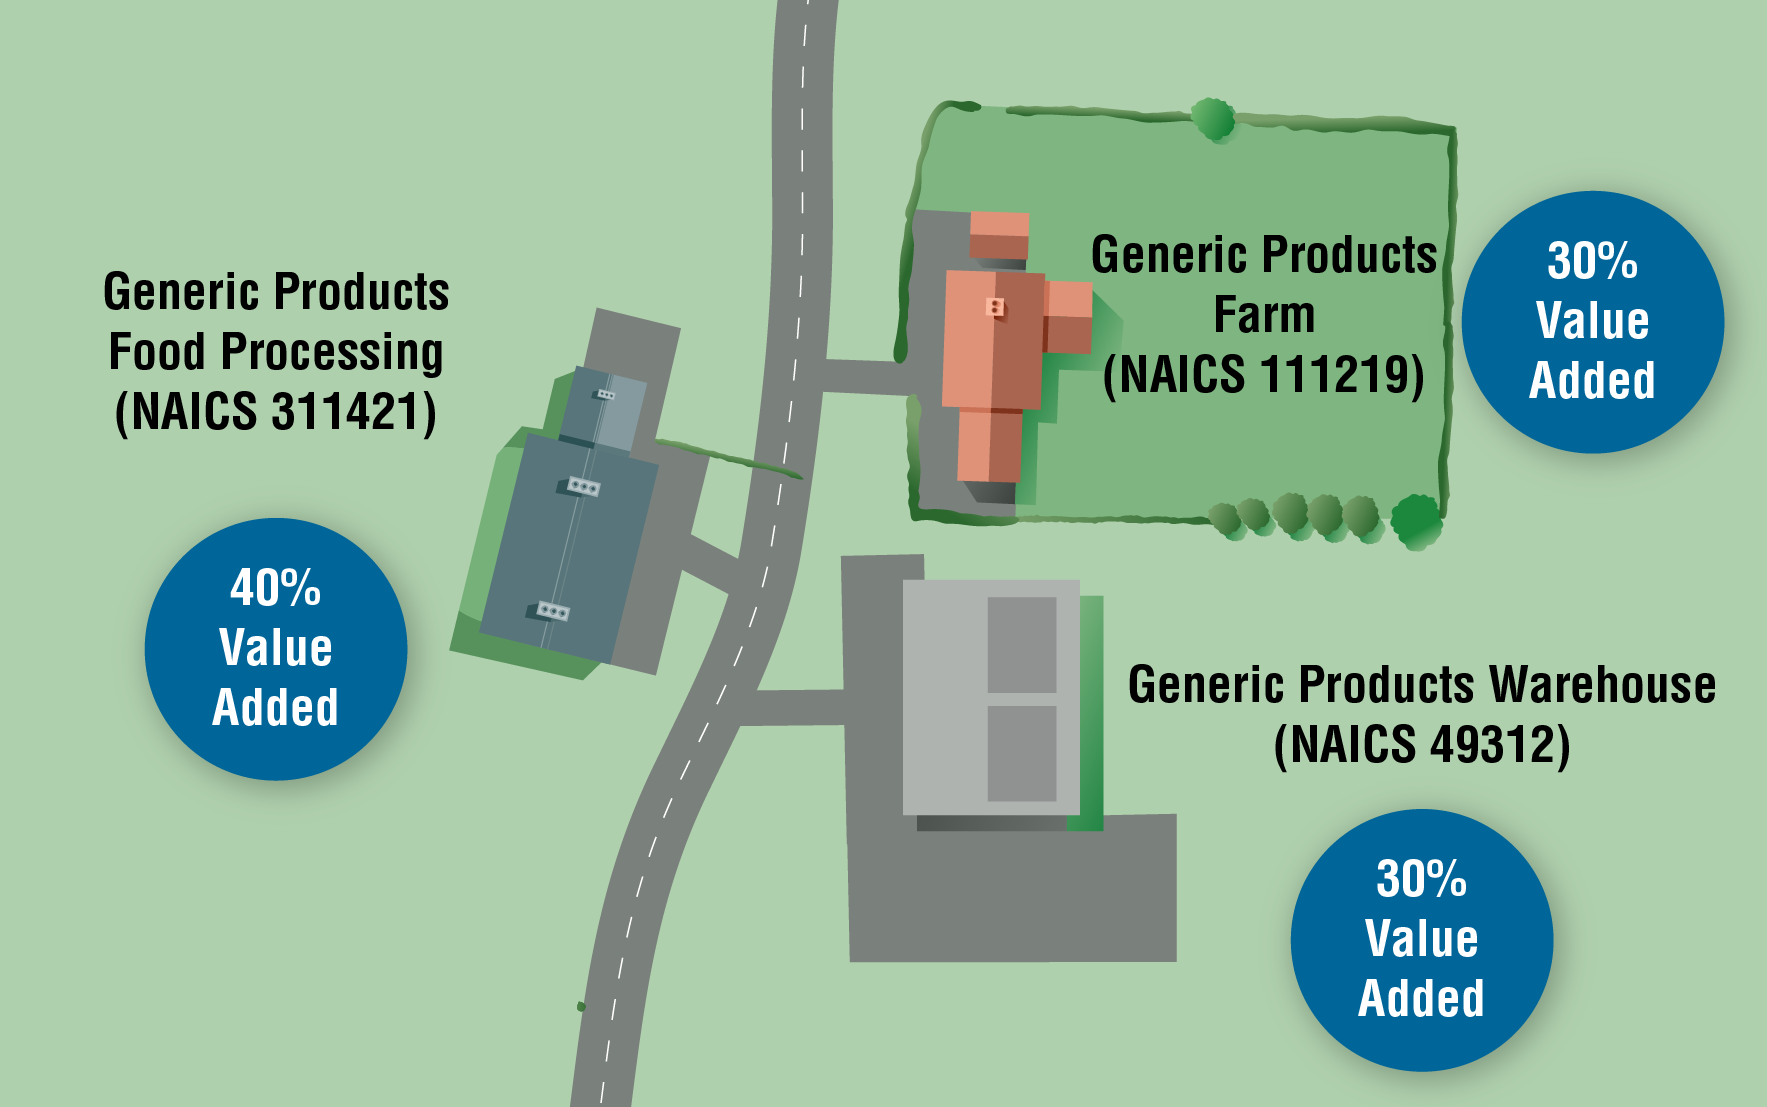 Generic Products
Food Processing
(NAICS 311421)
40%
Value
Added
Generic Products
Farm
(NAICS 111219)
30%
Value
Added
Generic Products Warehouse
(NAICS 49312)
30%
Value
Added